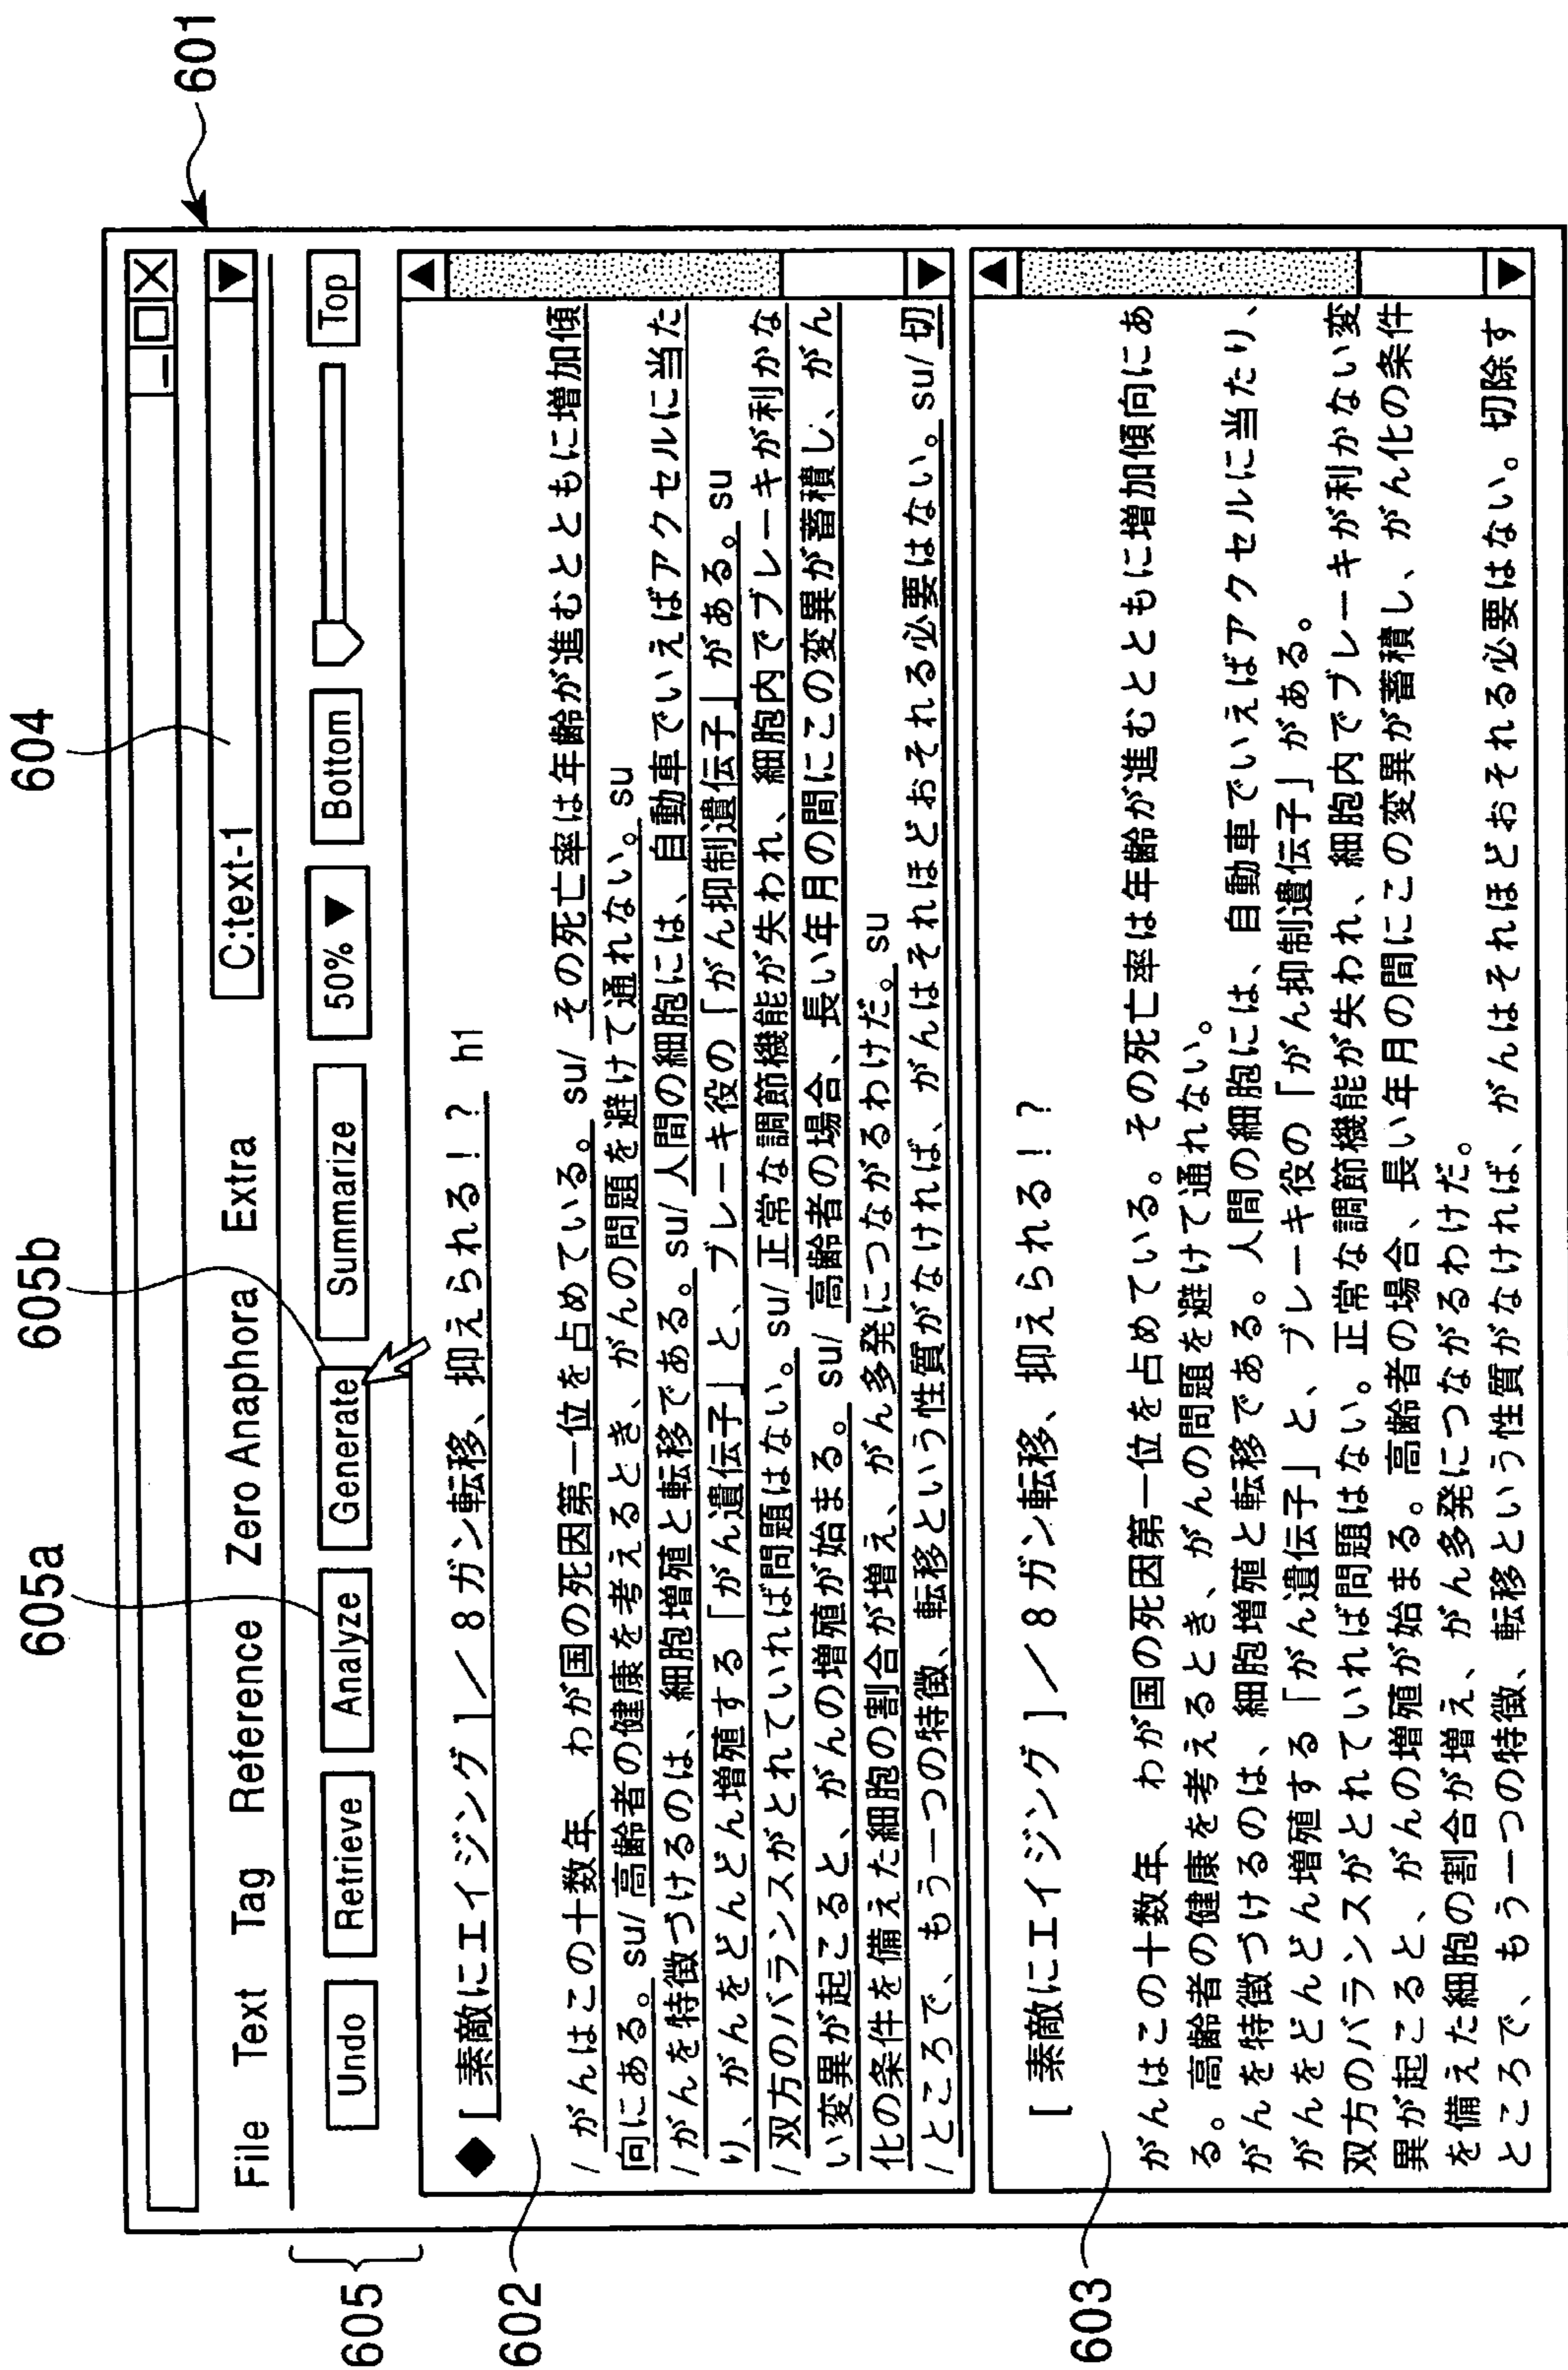 601
604
605b
605a
605
602
603
C:text-1
File Text Tag Reference Zero Anaphora Extra
Undo Retrieve Analyze Generate Summarize 50% ▼ Bottom Top
◆ [ 素敵にエイジング ] ／8ガン転移、抑えられる！？ h1
/がんはこの十数年、 わが国の死因第一位を占めている。su/ その死亡率は年齢が進むとともに増加傾
向にある。su/ 高齢者の健康を考えるとき、がんの問題を避けて通れない。su
/がんを特徴づけるのは、細胞増殖と転移である。su/ 人間の細胞には、自動車でいえばアクセルに当た
り、がんをどんどん増殖する「がん遺伝子」と、ブレーキ役の「がん抑制遺伝子」がある。su
/双方のバランスがとれていれば問題はない。su/ 正常な調節機能が失われ、細胞内でブレーキが利かな
い変異が起こると、がんの増殖が始まる。su/ 高齢者の場合、長い年月の間にこの変異が蓄積し、がん
化の条件を備えた細胞の割合が増え、がん多発につながるわけだ。su
/ところで、もう一つの特徴、転移という性質がなければ、がんはそれほどおそれる必要はない。su/ 切
[ 素敵にエイジング ] ／8ガン転移、抑えられる！？
がんはこの十数年、 わが国の死因第一位を占めている。その死亡率は年齢が進むとともに増加傾向にあ
る。高齢者の健康を考えるとき、がんの問題を避けて通れない。
がんを特徴づけるのは、細胞増殖と転移である。人間の細胞には、自動車でいえばアクセルに当たり、
がんをどんどん増殖する「がん遺伝子」と、ブレーキ役の「がん抑制遺伝子」がある。
双方のバランスがとれていれば問題はない。正常な調節機能が失われ、細胞内でブレーキが利かない変
異が起こると、がんの増殖が始まる。高齢者の場合、長い年月の間にこの変異が蓄積し、がん化の条件
を備えた細胞の割合が増え、がん多発につながるわけだ。
ところで、もう一つの特徴、転移という性質がなければ、がんはそれほどおそれる必要はない。切除す